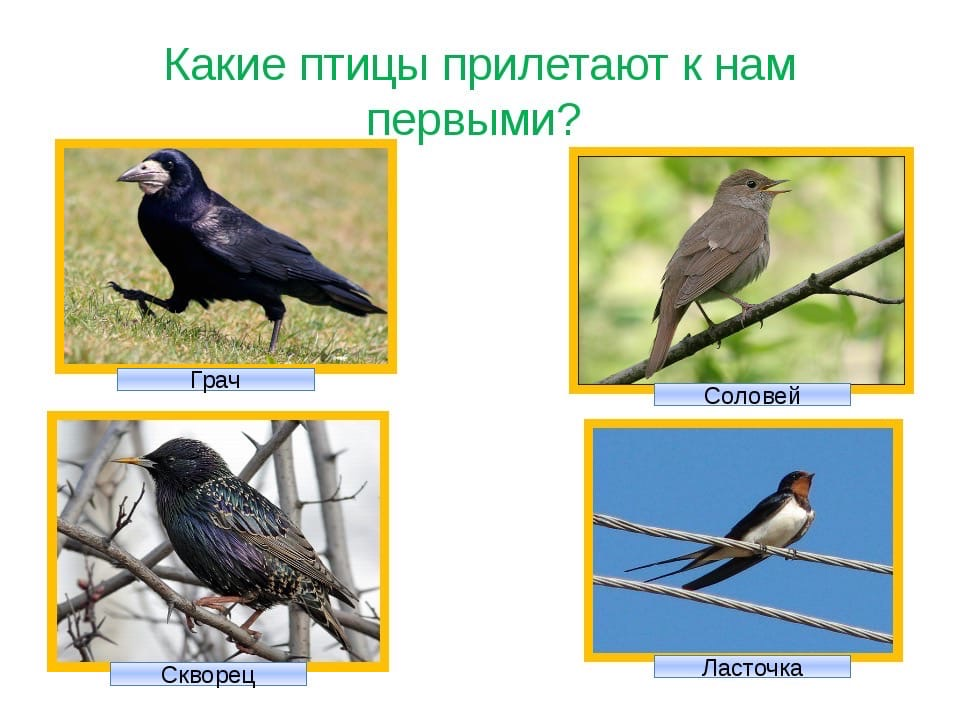 Какие птицы прилетают к нам
первыми?
Грач
Соловей
Скворец
Ласточка